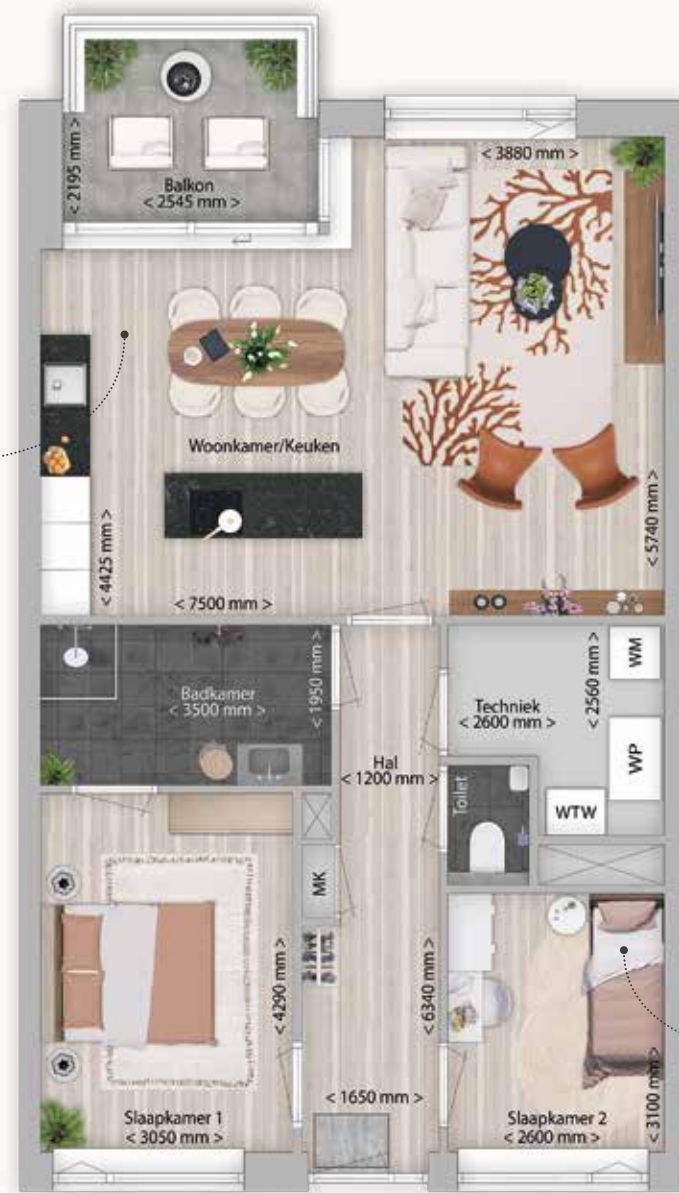 < 2195 mm >
Balkon
< 2545 mm >
< 3880 mm >
Woonkamer/Keuken
< 4425 mm >
< 7500 mm >
< 5740 mm >
Badkamer
< 3500 mm >
< 1950 mm >
Hal
< 1200 mm >
Techniek
< 2600 mm >
< 2560 mm >
WM
WP
WTW
Toilet
MK
< 4290 mm >
< 6340 mm >
< 1650 mm >
Slaapkamer 1
< 3050 mm >
Slaapkamer 2
< 2600 mm >
< 3100 mm >